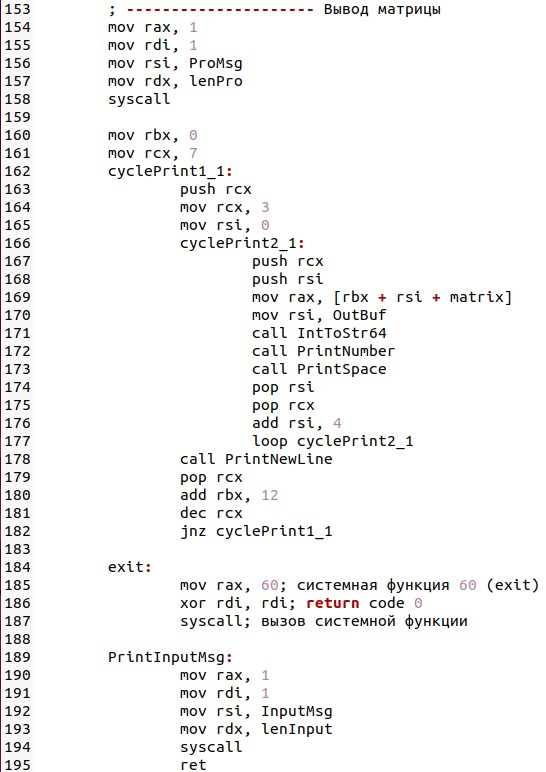 153 ; --------------------- Вывод матрицы
154 mov rax, 1
155 mov rdi, 1
156 mov rsi, ProMsg
157 mov rdx, lenPro
158 syscall
159
160 mov rbx, 0
161 mov rcx, 7
162 cyclePrint1_1:
163 push rcx
164 mov rcx, 3
165 mov rsi, 0
166 cyclePrint2_1:
167 push rcx
168 push rsi
169 mov rax, [rbx + rsi + matrix]
170 mov rsi, OutBuf
171 call IntToStr64
172 call PrintNumber
173 call PrintSpace
174 pop rsi
175 pop rcx
176 add rsi, 4
177 loop cyclePrint2_1
178 call PrintNewLine
179 pop rcx
180 add rbx, 12
181 dec rcx
182 jnz cyclePrint1_1
183
184 exit:
185 mov rax, 60; системная функция 60 (exit)
186 xor rdi, rdi; return code 0
187 syscall; вызов системной функции
188
189 PrintInputMsg:
190 mov rax, 1
191 mov rdi, 1
192 mov rsi, InputMsg
193 mov rdx, lenInput
194 syscall
195 ret